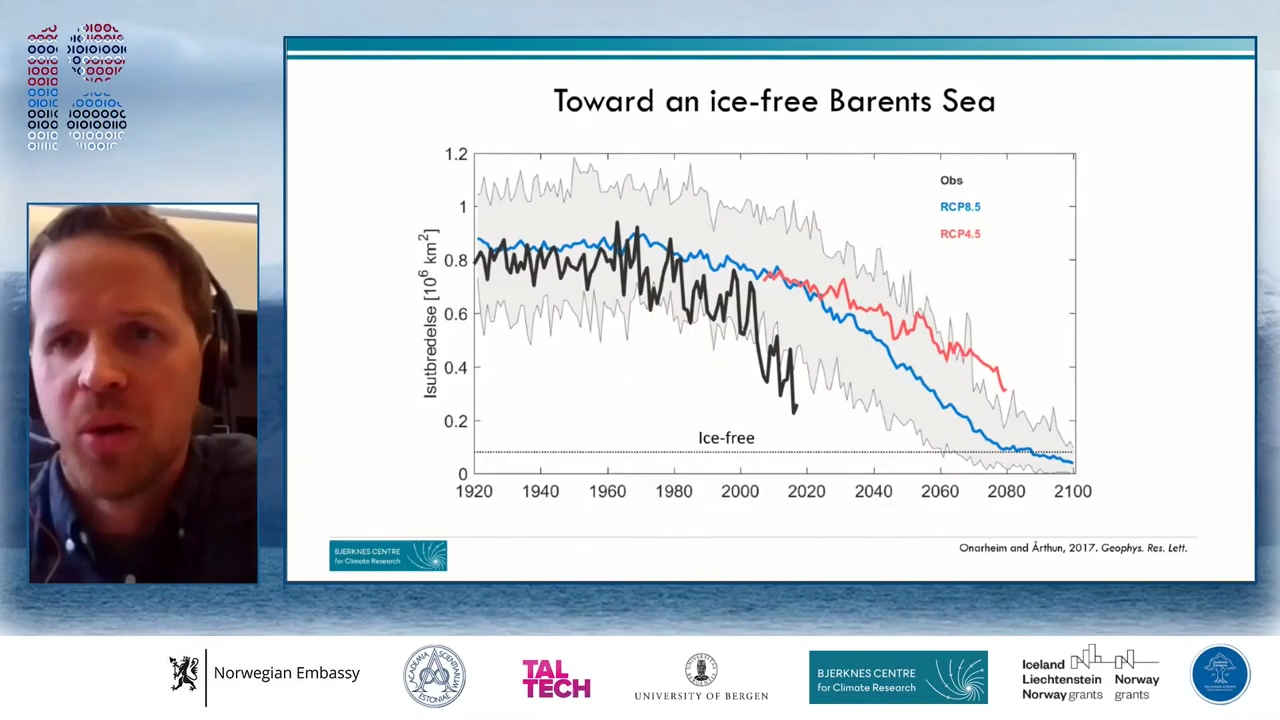 Toward an ice-free Barents Sea
1.2
1
0.8
0.6
0.4
0.2
0
Isutbredelse [10⁶ km²]
Obs
RCP8.5
RCP4.5
Ice-free
1920 1940 1960 1980 2000 2020 2040 2060 2080 2100
BJERKNES CENTRE
for Climate Research
Onarheim and Årthun, 2017. Geophys. Res. Lett.
Norwegian Embassy
ACADEMIA SCIENTIARUM ESTONIAE
TAL
TECH
UNIVERSITY OF BERGEN
BJERKNES CENTRE
for Climate Research
Iceland
Liechtenstein
Norway grants
Norway
grants